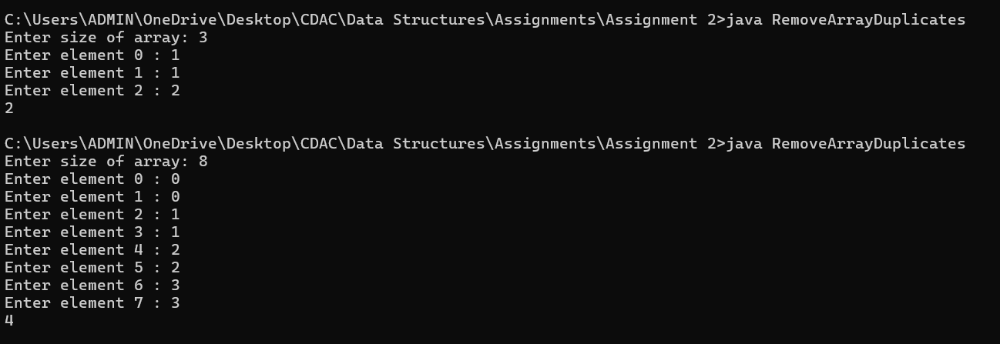 C:\Users\ADMIN\OneDrive\Desktop\CDAC\Data Structures\Assignments\Assignment 2>java RemoveArrayDuplicates
Enter size of array: 3
Enter element 0 : 1
Enter element 1 : 1
Enter element 2 : 2
2
C:\Users\ADMIN\OneDrive\Desktop\CDAC\Data Structures\Assignments\Assignment 2>java RemoveArrayDuplicates
Enter size of array: 8
Enter element 0 : 0
Enter element 1 : 0
Enter element 2 : 1
Enter element 3 : 1
Enter element 4 : 2
Enter element 5 : 2
Enter element 6 : 3
Enter element 7 : 3
4